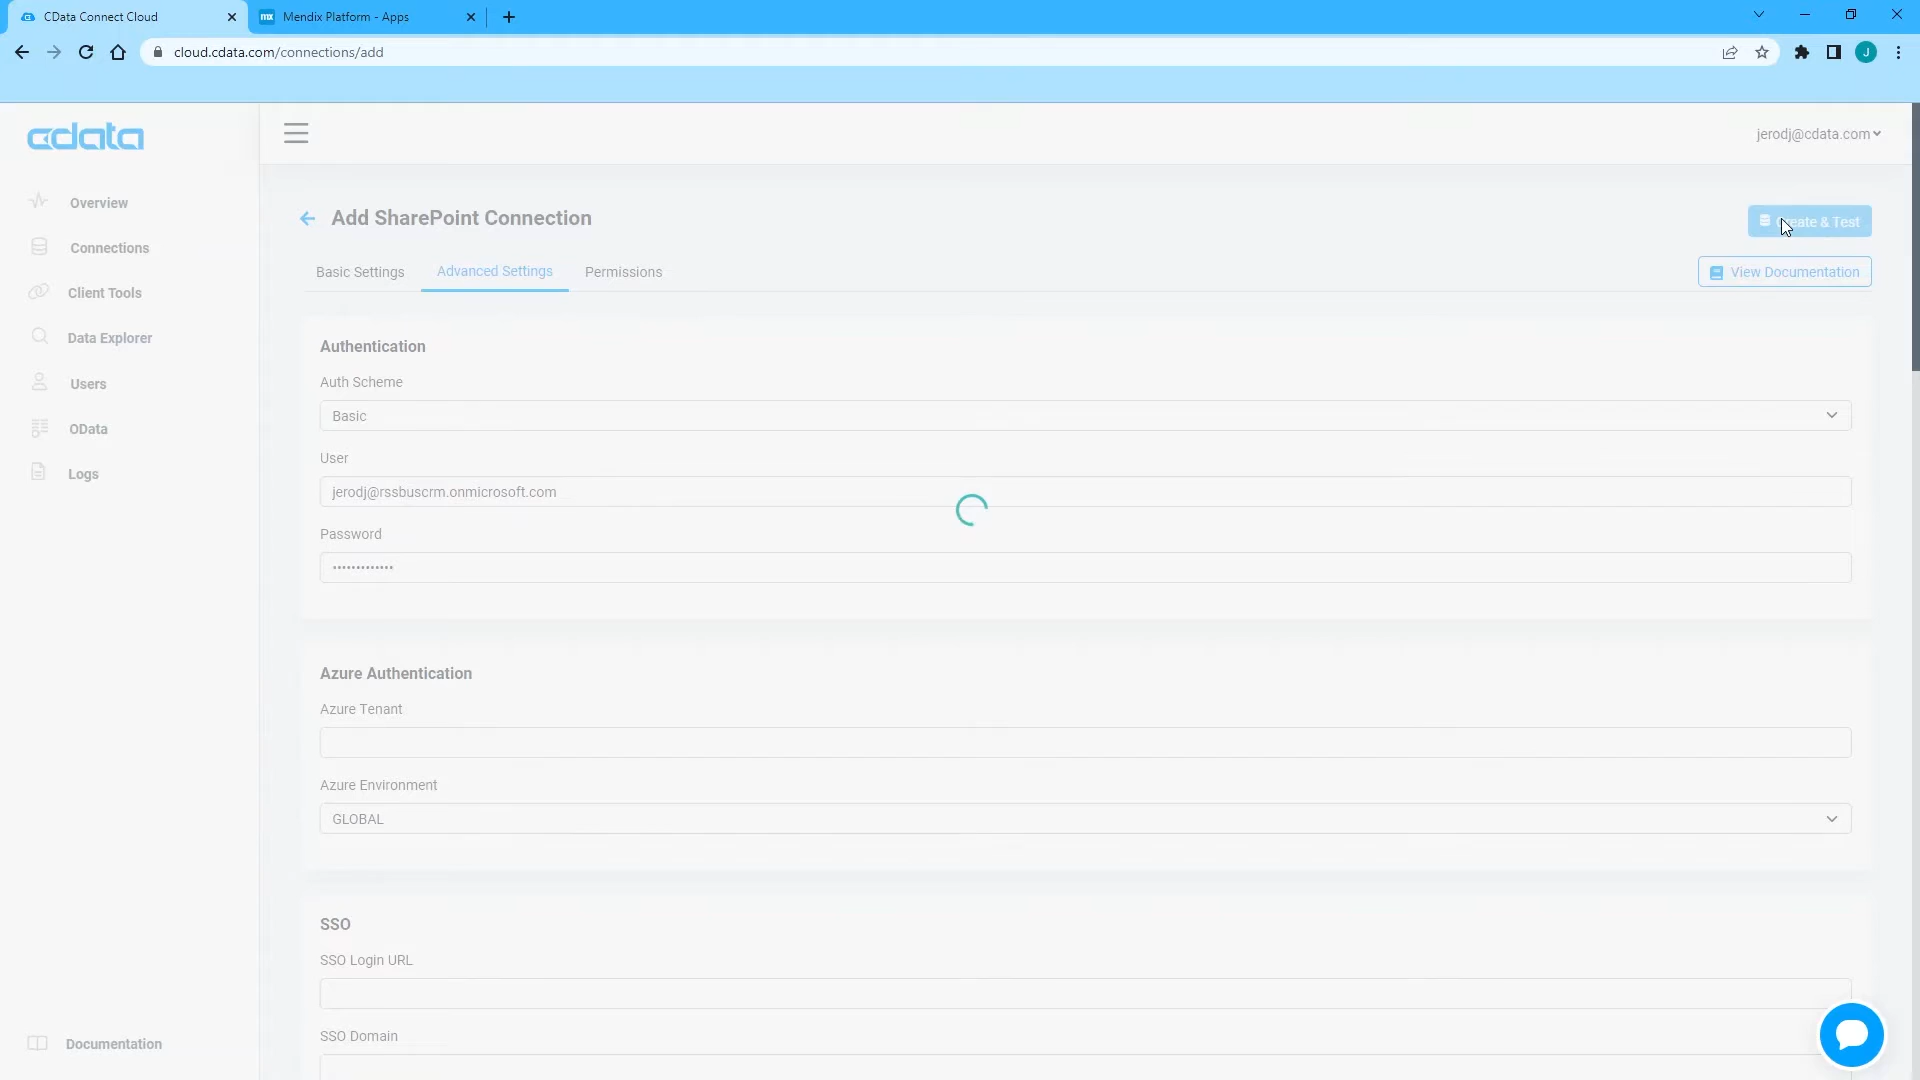 CData Connect Cloud
Mendix Platform - Apps
cloud.cdata.com/connections/add
J
cdata
jerodj@cdata.com
Overview
Connections
Client Tools
Data Explorer
Users
OData
Logs
Documentation
Add SharePoint Connection
Create & Test
Basic Settings
Advanced Settings
Permissions
View Documentation
Authentication
Auth Scheme
Basic
User
jerodj@rssbuscrm.onmicrosoft.com
Password
•••••••••••••
Azure Authentication
Azure Tenant
Azure Environment
GLOBAL
SSO
SSO Login URL
SSO Domain